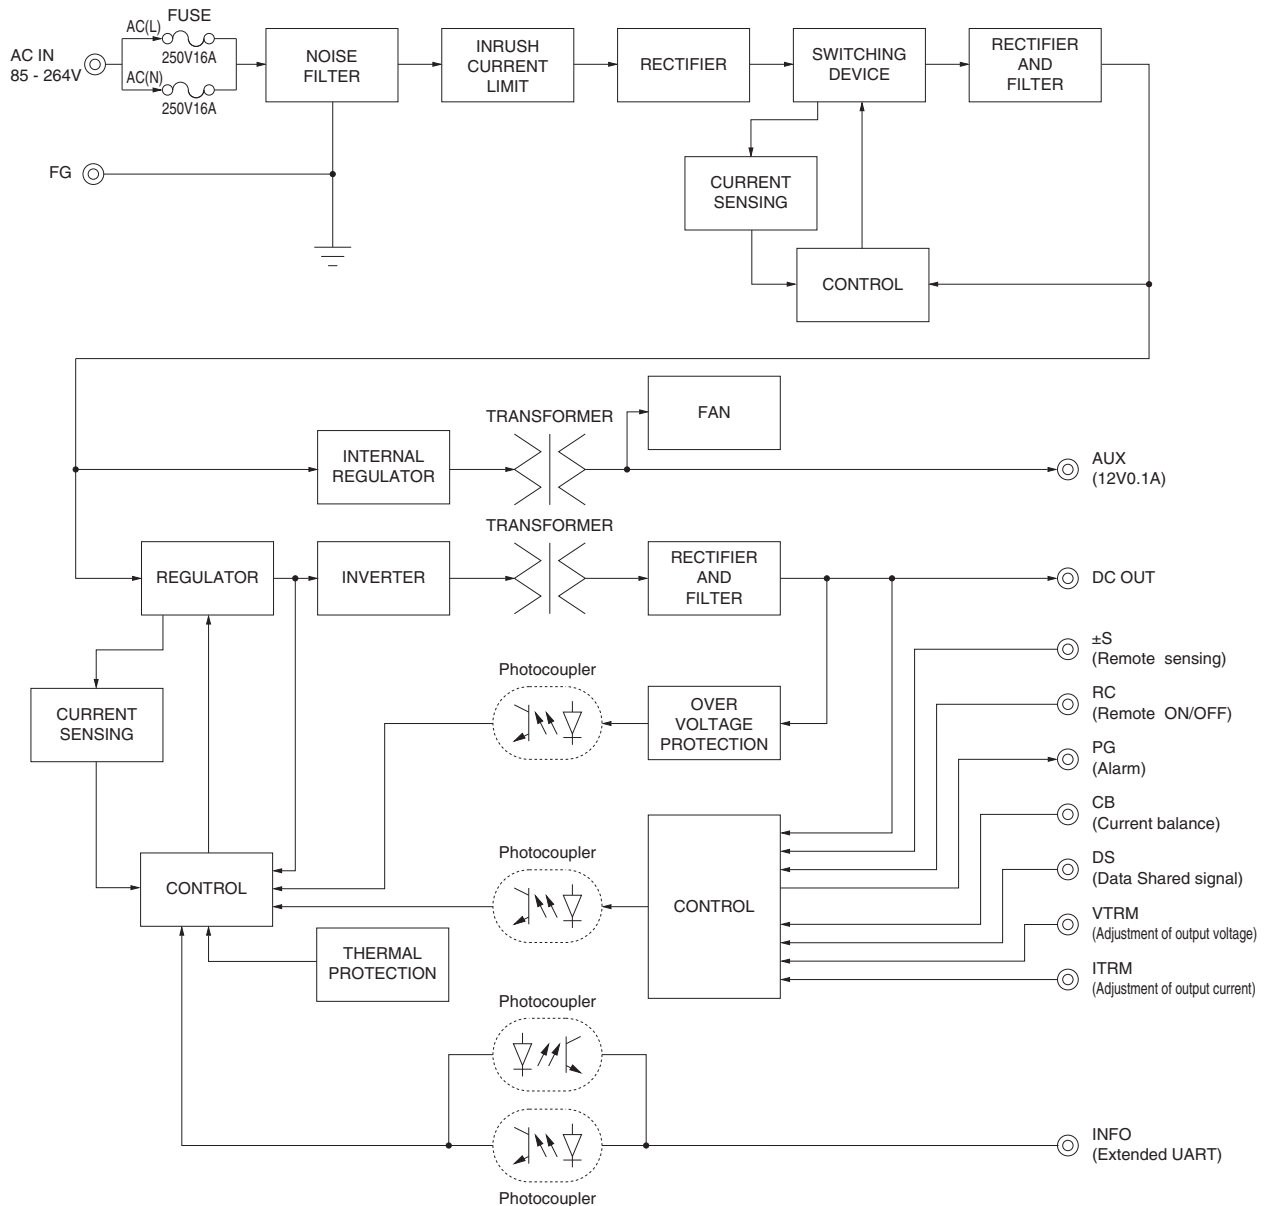 FUSE
AC IN
85 - 264V
AC(L)
250V16A
AC(N)
250V16A
NOISE
FILTER
INRUSH
CURRENT
LIMIT
RECTIFIER
SWITCHING
DEVICE
RECTIFIER
AND
FILTER
FG
CURRENT
SENSING
CONTROL
FAN
TRANSFORMER
INTERNAL
REGULATOR
AUX
(12V0.1A)
TRANSFORMER
REGULATOR
INVERTER
RECTIFIER
AND
FILTER
DC OUT
±S
(Remote sensing)
Photocoupler
OVER
VOLTAGE
PROTECTION
RC
(Remote ON/OFF)
CURRENT
SENSING
PG
(Alarm)
CB
(Current balance)
Photocoupler
CONTROL
CONTROL
DS
(Data Shared signal)
VTRM
(Adjustment of output voltage)
THERMAL
PROTECTION
ITRM
(Adjustment of output current)
Photocoupler
INFO
(Extended UART)
Photocoupler